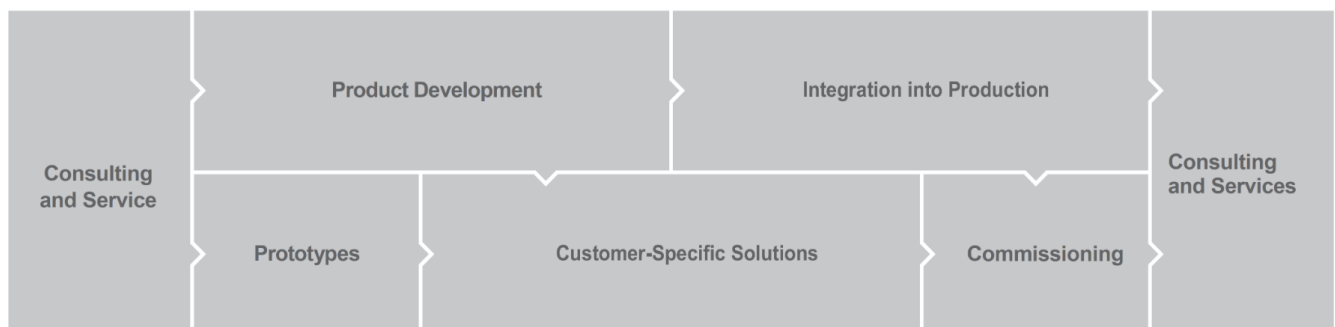 Consulting
and Service
Product Development
Integration into Production
Prototypes
Customer-Specific Solutions
Commissioning
Consulting
and Services